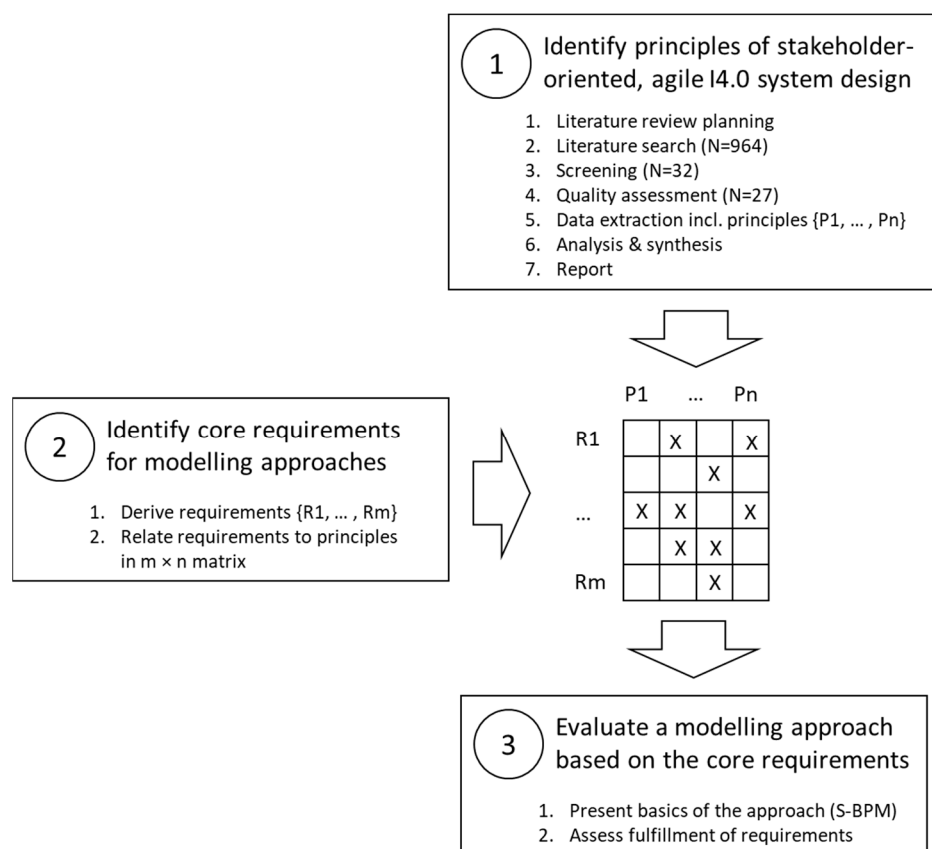 1
Identify principles of stakeholder-
oriented, agile I4.0 system design
1. Literature review planning
2. Literature search (N=964)
3. Screening (N=32)
4. Quality assessment (N=27)
5. Data extraction incl. principles {P1, ... , Pn}
6. Analysis & synthesis
7. Report
2
Identify core requirements
for modelling approaches
1. Derive requirements {R1, ... , Rm}
2. Relate requirements to principles
in m × n matrix
P1 ... Pn
R1 X X
X
... X X X
X X
Rm X
3
Evaluate a modelling approach
based on the core requirements
1. Present basics of the approach (S-BPM)
2. Assess fulfillment of requirements